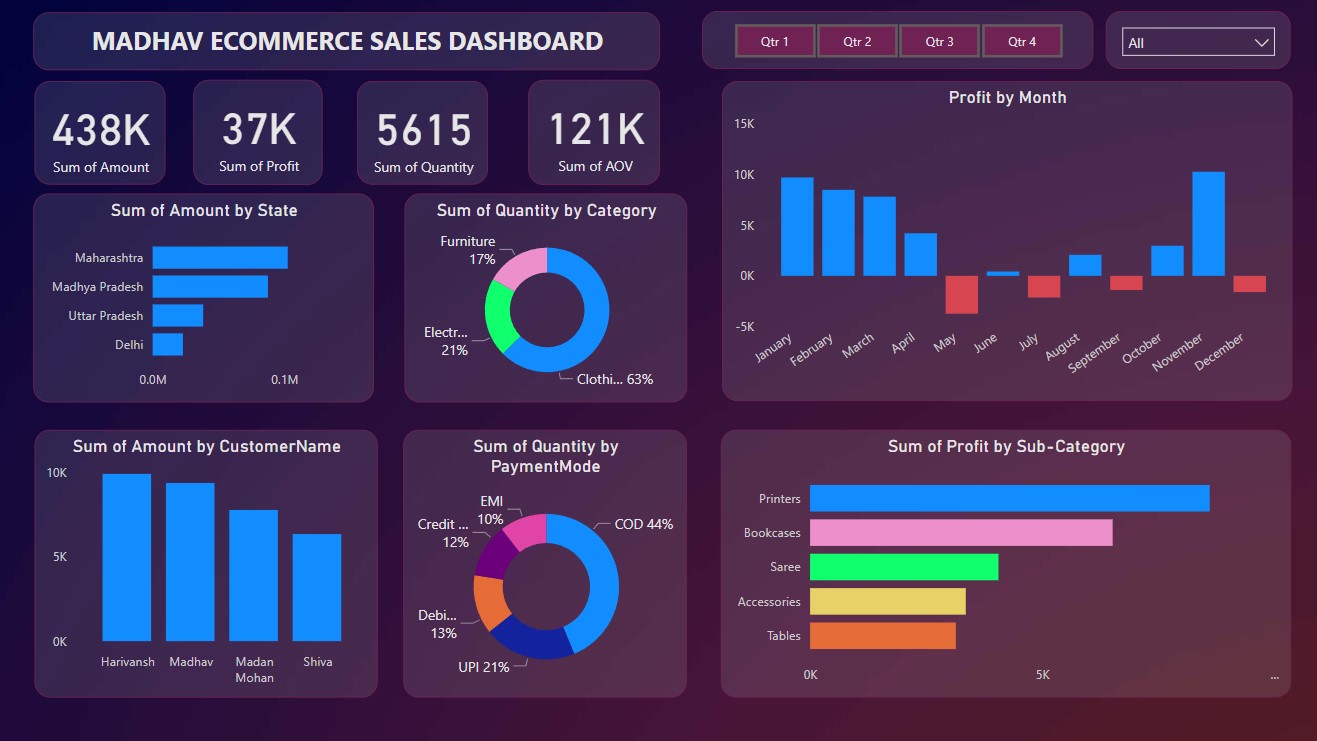 MADHAV ECOMMERCE SALES DASHBOARD
Qtr 1
Qtr 2
Qtr 3
Qtr 4
All
438K
Sum of Amount
37K
Sum of Profit
5615
Sum of Quantity
121K
Sum of AOV
Profit by Month
15K
10K
5K
0K
-5K
January
February
March
April
May
June
July
August
September
October
November
December
Sum of Amount by State
Maharashtra
Madhya Pradesh
Uttar Pradesh
Delhi
0.0M
0.1M
Sum of Quantity by Category
Furniture
17%
Electr...
21%
Clothi... 63%
Sum of Amount by CustomerName
10K
5K
0K
Harivansh
Madhav
Madan
Mohan
Shiva
Sum of Quantity by
PaymentMode
EMI
10%
Credit ...
12%
Debi...
13%
UPI 21%
COD 44%
Sum of Profit by Sub-Category
Printers
Bookcases
Saree
Accessories
Tables
0K
5K
...